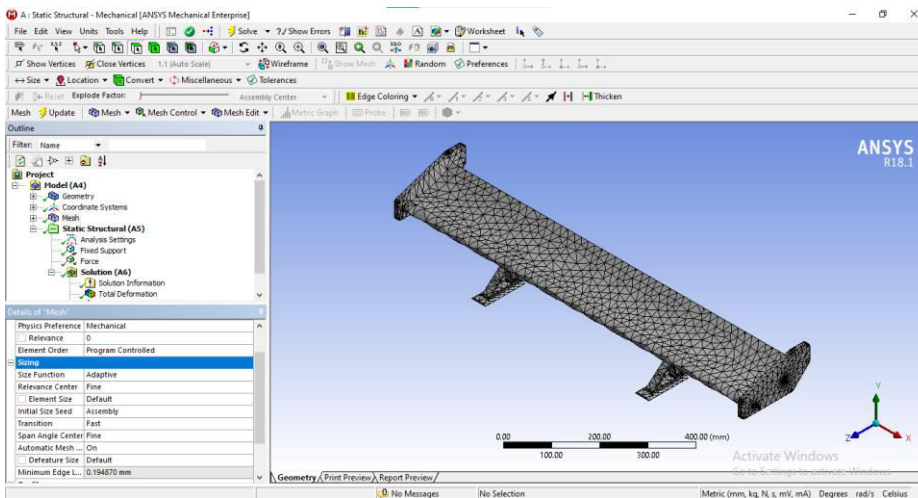 A : Static Structural - Mechanical [ANSYS Mechanical Enterprise]
File Edit View Units Tools Help Solve ?/ Show Errors Worksheet
Show Vertices Close Vertices 1.1 (Auto Scale) Wireframe Show Mesh Random Preferences
Size Location Convert Miscellaneous Tolerances
Reset Explode Factor: Assembly Center Edge Coloring Thicken
Mesh Update Mesh Mesh Control Mesh Edit Metric Graph Probe
Outline
Filter: Name
Project
Model (A4)
Geometry
Coordinate Systems
Mesh
Static Structural (A5)
Analysis Settings
Fixed Support
Force
Solution (A6)
Solution Information
Total Deformation
Details of "Mesh"
Physics Preference Mechanical
Relevance 0
Element Order Program Controlled
Sizing
Size Function Adaptive
Relevance Center Fine
Element Size Default
Initial Size Seed Assembly
Transition Fast
Span Angle Center Fine
Automatic Mesh ... On
Defeature Size Default
Minimum Edge L... 0.194870 mm
ANSYS
R18.1
0.00 200.00 400.00 (mm)
100.00 300.00
Y
Z X
Activate Windows
Go to Settings to activate Windows.
Geometry Print Preview Report Preview
No Messages No Selection Metric (mm, kg, N, s, mV, mA) Degrees rad/s Celsius